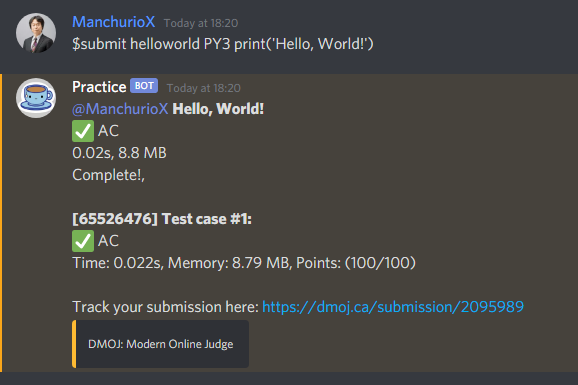 ManchurioX Today at 18:20
$submit helloworld PY3 print('Hello, World!')
Practice BOT Today at 18:20
@ManchurioX Hello, World!
✅ AC
0.02s, 8.8 MB
Complete!,
[65526476] Test case #1:
✅ AC
Time: 0.022s, Memory: 8.79 MB, Points: (100/100)
Track your submission here: https://dmoj.ca/submission/2095989
DMOJ: Modern Online Judge